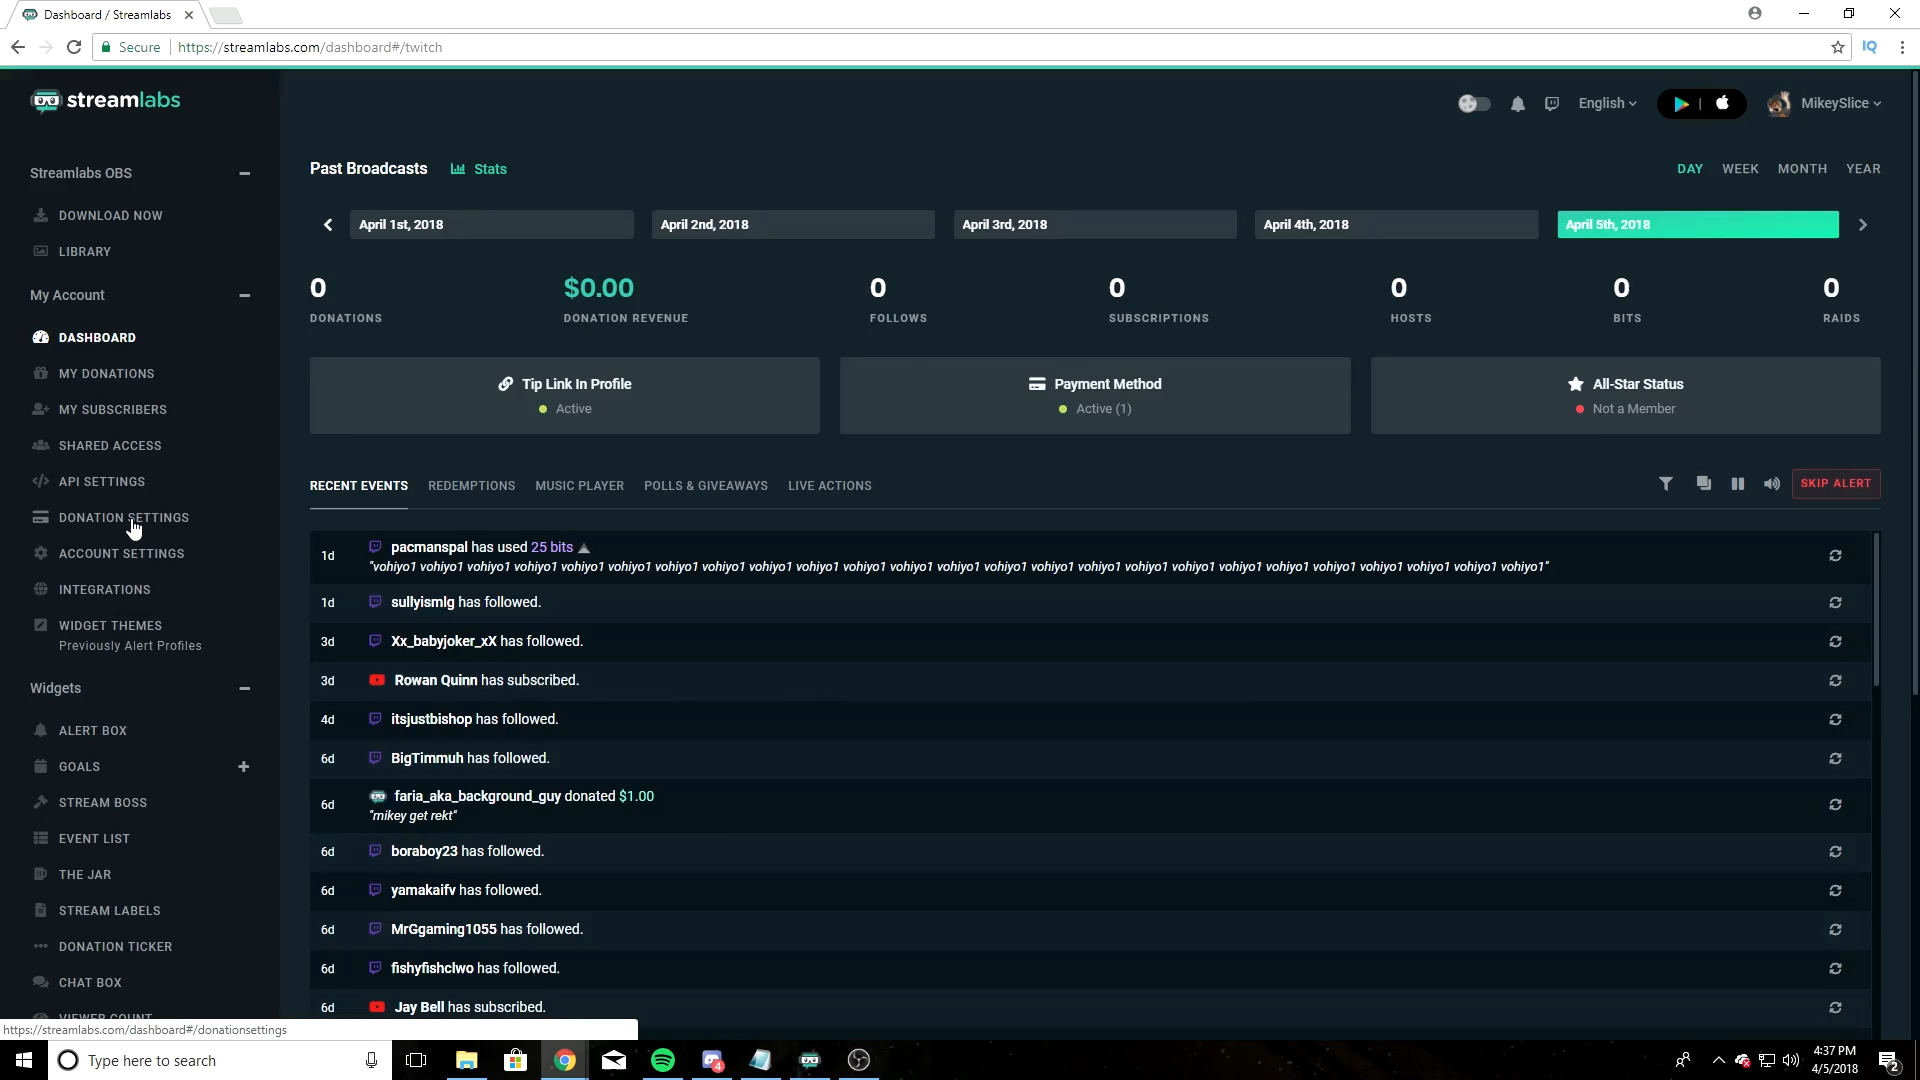 Dashboard / Streamlabs
Secure
https://streamlabs.com/dashboard#/twitch
IQ
streamlabs
English
MikeySlice
Streamlabs OBS
DOWNLOAD NOW
LIBRARY
My Account
DASHBOARD
MY DONATIONS
MY SUBSCRIBERS
SHARED ACCESS
API SETTINGS
DONATION SETTINGS
ACCOUNT SETTINGS
INTEGRATIONS
WIDGET THEMES
Previously Alert Profiles
Widgets
ALERT BOX
GOALS
STREAM BOSS
EVENT LIST
THE JAR
STREAM LABELS
DONATION TICKER
CHAT BOX
VIEWER COUNT
Past Broadcasts Stats
DAY WEEK MONTH YEAR
April 1st, 2018 April 2nd, 2018 April 3rd, 2018 April 4th, 2018 April 5th, 2018
0 $0.00 0 0 0 0 0
DONATIONS DONATION REVENUE FOLLOWS SUBSCRIPTIONS HOSTS BITS RAIDS
Tip Link In Profile
Active
Payment Method
Active (1)
All-Star Status
Not a Member
RECENT EVENTS REDEMPTIONS MUSIC PLAYER POLLS & GIVEAWAYS LIVE ACTIONS
SKIP ALERT
1d pacmanspal has used 25 bits
"vohiyo1 vohiyo1 vohiyo1 vohiyo1 vohiyo1 vohiyo1 vohiyo1 vohiyo1 vohiyo1 vohiyo1 vohiyo1 vohiyo1 vohiyo1 vohiyo1 vohiyo1 vohiyo1 vohiyo1 vohiyo1 vohiyo1 vohiyo1 vohiyo1 vohiyo1 vohiyo1 vohiyo1 vohiyo1"
1d sullyismlg has followed.
3d Xx_babyjoker_xX has followed.
3d Rowan Quinn has subscribed.
4d itsjustbishop has followed.
6d BigTimmuh has followed.
6d faria_aka_background_guy donated $1.00
"mikey get rekt"
6d boraboy23 has followed.
6d yamakaifv has followed.
6d MrGgaming1055 has followed.
6d fishyfishclwo has followed.
6d Jay Bell has subscribed.
https://streamlabs.com/dashboard#/donationsettings
Type here to search
4
4:37 PM
4/5/2018
2